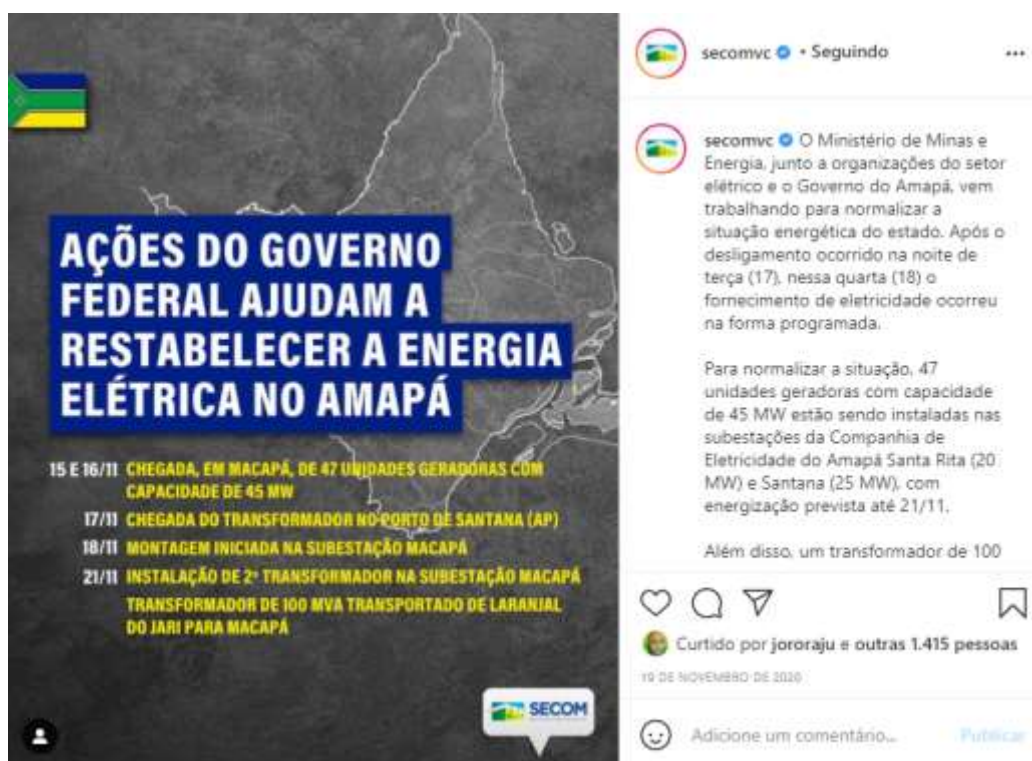 AÇÕES DO GOVERNO
FEDERAL AJUDAM A
RESTABELECER A ENERGIA
ELÉTRICA NO AMAPÁ
15 E 16/11 CHEGADA, EM MACAPÁ, DE 47 UNIDADES GERADORAS COM
CAPACIDADE DE 45 MW
17/11 CHEGADA DO TRANSFORMADOR NO PORTO DE SANTANA (AP)
18/11 MONTAGEM INICIADA NA SUBESTAÇÃO MACAPÁ
21/11 INSTALAÇÃO DE 2º TRANSFORMADOR NA SUBESTAÇÃO MACAPÁ
TRANSFORMADOR DE 100 MVA TRANSPORTADO DE LARANJAL
DO JARI PARA MACAPÁ
SECOM
secomvc • Seguindo
secomvc O Ministério de Minas e
Energia, junto a organizações do setor
elétrico e o Governo do Amapá, vem
trabalhando para normalizar a
situação energética do estado. Após o
desligamento ocorrido na noite de
terça (17), nessa quarta (18) o
fornecimento de eletricidade ocorreu
na forma programada.
Para normalizar a situação, 47
unidades geradoras com capacidade
de 45 MW estão sendo instaladas nas
subestações da Companhia de
Eletricidade do Amapá Santa Rita (20
MW) e Santana (25 MW), com
energização prevista até 21/11.
Além disso, um transformador de 100
Curtido por jororaju e outras 1.415 pessoas
19 DE NOVEMBRO DE 2020
Adicione um comentário... Publicar